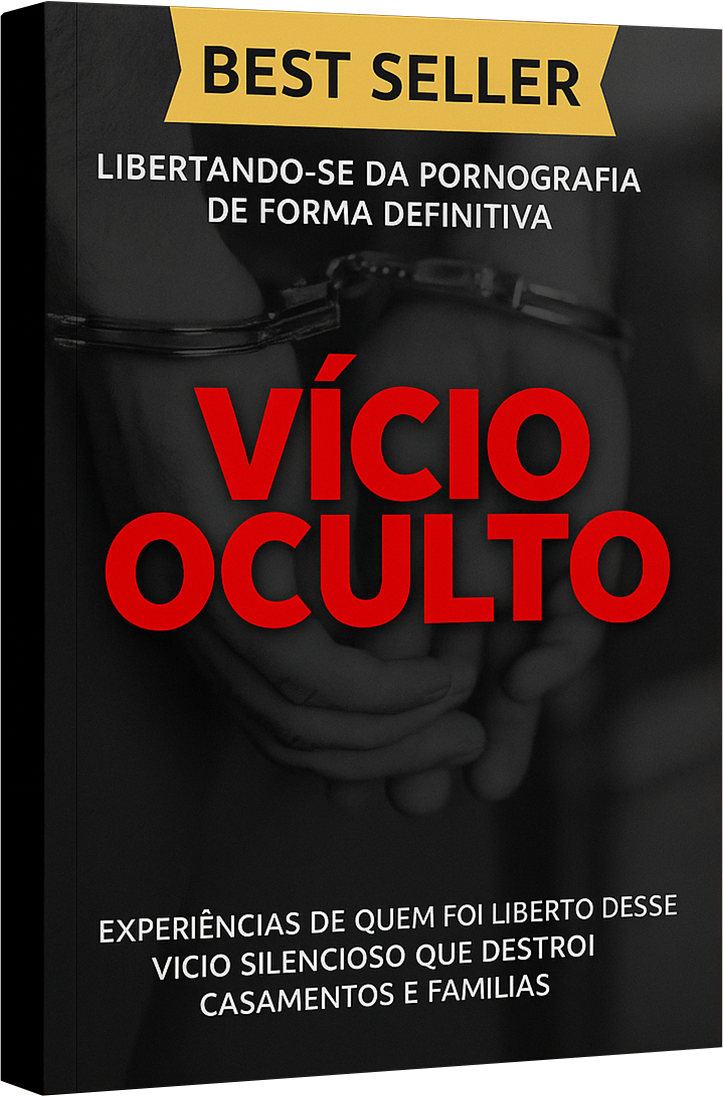 BEST SELLER
LIBERTANDO-SE DA PORNOGRAFIA
DE FORMA DEFINITIVA
VÍCIO
OCULTO
EXPERIÊNCIAS DE QUEM FOI LIBERTO DESSE
VICIO SILENCIOSO QUE DESTROI
CASAMENTOS E FAMILIAS